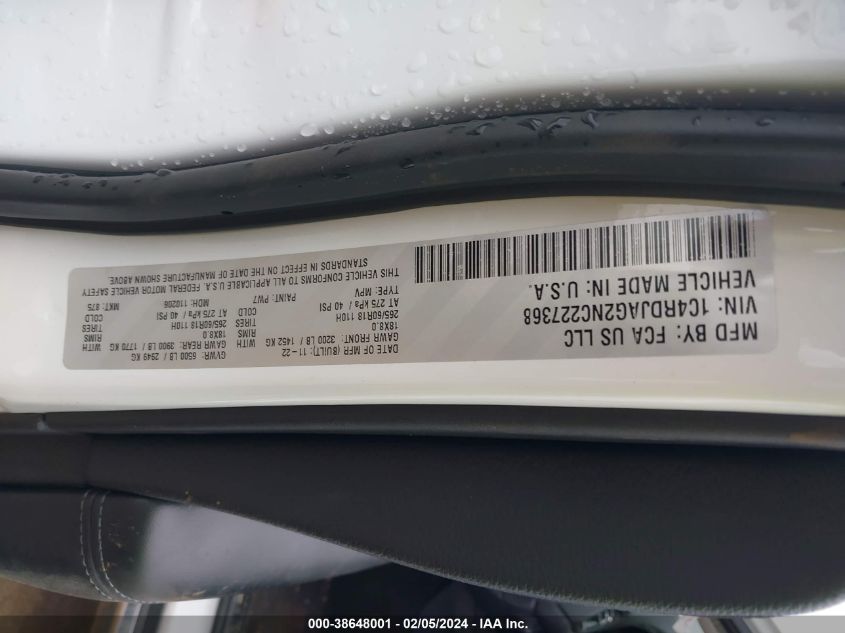 MFD BY: FCA US LLC
VIN: 1C4RDJAG2NC227368
VEHICLE MADE IN: U.S.A.
DATE OF MFR (BUILT): 11-22
GVWR: 6500 LB / 2949 KG
GAWR FRONT: 3200 LB / 1452 KG
GAWR REAR: 3900 LB / 1770 KG
WITH
18X8.0
RIMS
18X8.0
RIMS
265/60R18 110H
TIRES
265/60R18 110H
TIRES
AT 275 kPa / 40 PSI
COLD
AT 275 kPa / 40 PSI
COLD
TYPE: MPV
PAINT: PW7
MDH: 110206
MKT: 875
THIS VEHICLE CONFORMS TO ALL APPLICABLE U.S.A. FEDERAL MOTOR VEHICLE SAFETY
STANDARDS IN EFFECT ON THE DATE OF MANUFACTURE SHOWN ABOVE.
000-38648001 - 02/05/2024 - IAA Inc.